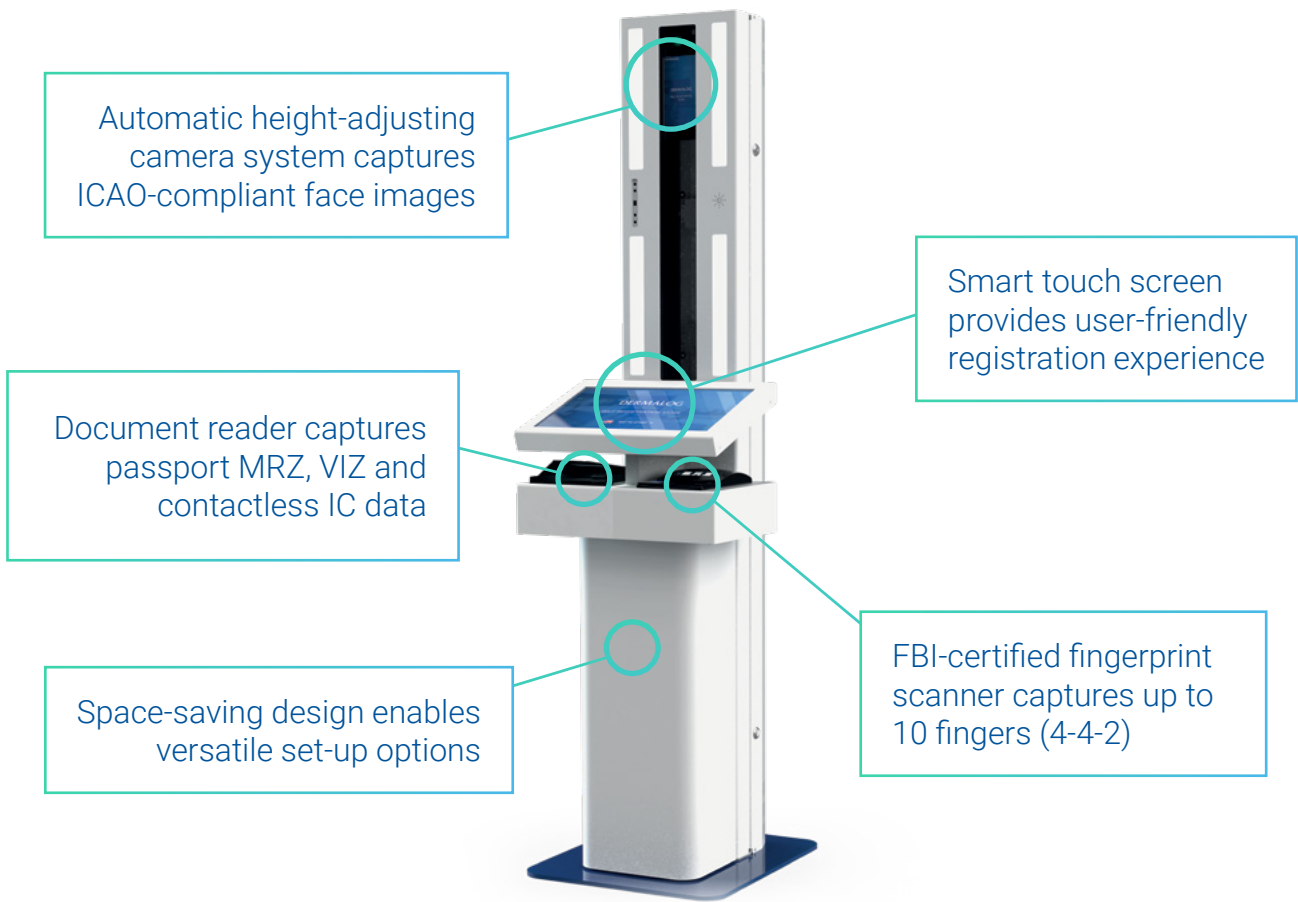 Automatic height-adjusting
camera system captures
ICAO-compliant face images
Smart touch screen
provides user-friendly
registration experience
DERMALOG
Document reader captures
passport MRZ, VIZ and
contactless IC data
FBI-certified fingerprint
scanner captures up to
10 fingers (4-4-2)
Space-saving design enables
versatile set-up options